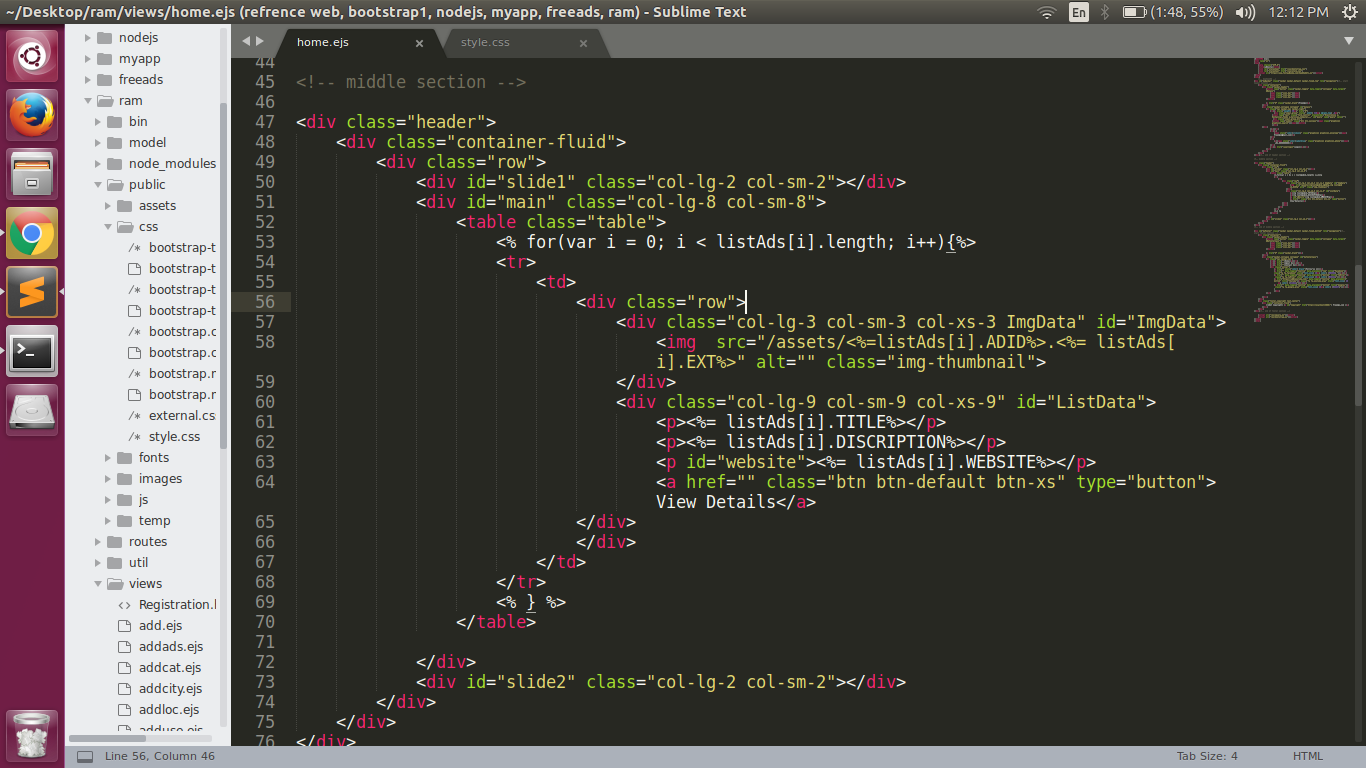 ~/Desktop/ram/views/home.ejs (refrence web, bootstrap1, nodejs, myapp, freeads, ram) - Sublime Text
En
(1:48, 55%)
12:12 PM
nodejs
myapp
freeads
ram
bin
model
node_modules
public
assets
css
/* bootstrap-t
bootstrap-t
/* bootstrap-t
bootstrap-t
/* bootstrap.c
bootstrap.c
/* bootstrap.r
bootstrap.r
/* external.cs
/* style.css
fonts
images
js
temp
routes
util
views
<> Registration.l
add.ejs
addads.ejs
addcat.ejs
addcity.ejs
addloc.ejs
home.ejs ×
style.css ×
44
45 <!-- middle section -->
46
47 <div class="header">
48 <div class="container-fluid">
49 <div class="row">
50 <div id="slide1" class="col-lg-2 col-sm-2"></div>
51 <div id="main" class="col-lg-8 col-sm-8">
52 <table class="table">
53 <% for(var i = 0; i < listAds[i].length; i++){%>
54 <tr>
55 <td>
56 <div class="row">
57 <div class="col-lg-3 col-sm-3 col-xs-3 ImgData" id="ImgData">
58 <img  src="/assets/<%=listAds[i].ADID%>.<%= listAds[
i].EXT%>" alt="" class="img-thumbnail">
59 </div>
60 <div class="col-lg-9 col-sm-9 col-xs-9" id="ListData">
61 <p><%= listAds[i].TITLE%></p>
62 <p><%= listAds[i].DISCRIPTION%></p>
63 <p id="website"><%= listAds[i].WEBSITE%></p>
64 <a href="" class="btn btn-default btn-xs" type="button">
View Details</a>
65 </div>
66 </div>
67 </td>
68 </tr>
69 <% } %>
70 </table>
71
72 </div>
73 <div id="slide2" class="col-lg-2 col-sm-2"></div>
74 </div>
75 </div>
76 </div>
Line 56, Column 46
Tab Size: 4
HTML